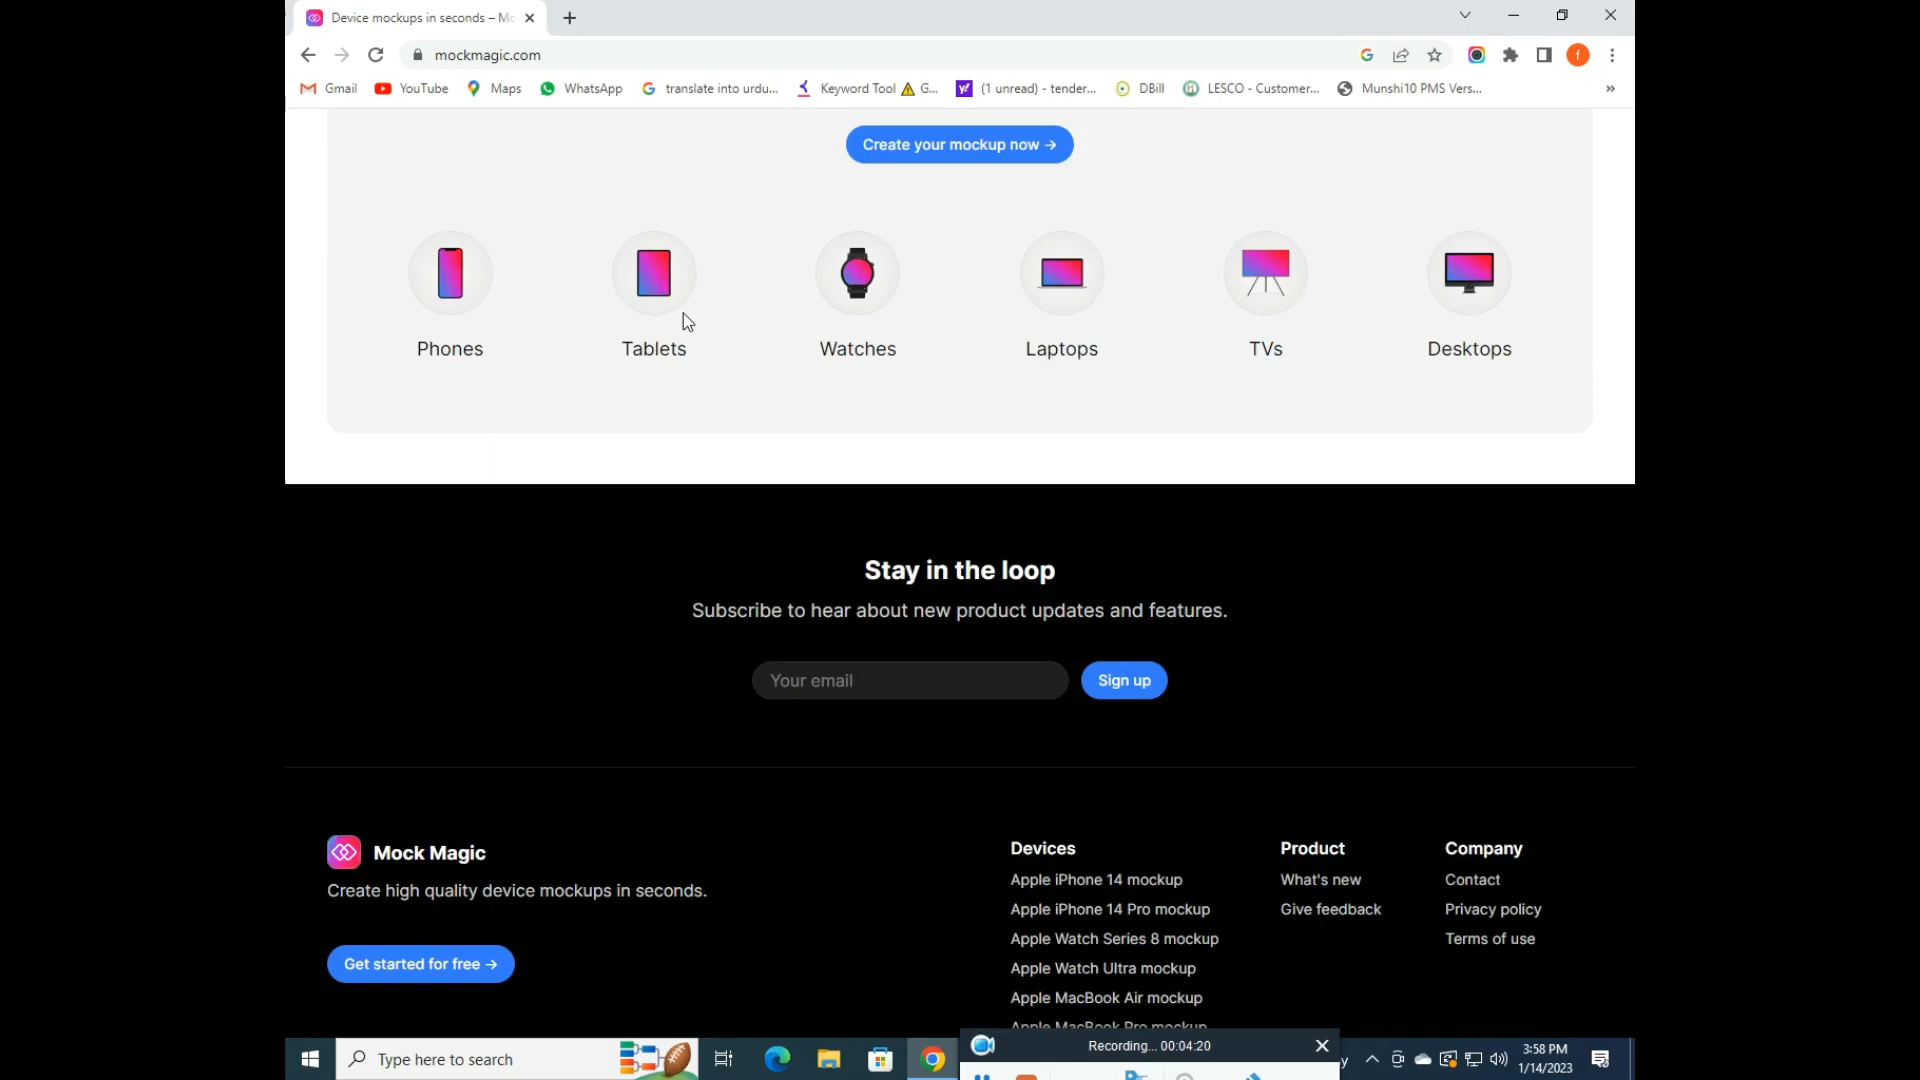 Device mockups in seconds – Mc
mockmagic.com
f
Gmail YouTube Maps WhatsApp translate into urdu... Keyword Tool G... (1 unread) - tender... DBill LESCO - Customer... Munshi10 PMS Vers... »
Create your mockup now →
Phones Tablets Watches Laptops TVs Desktops
Stay in the loop
Subscribe to hear about new product updates and features.
Your email Sign up
Mock Magic
Create high quality device mockups in seconds.
Get started for free →
Devices
Apple iPhone 14 mockup
Apple iPhone 14 Pro mockup
Apple Watch Series 8 mockup
Apple Watch Ultra mockup
Apple MacBook Air mockup
Apple MacBook Pro mockup
Product
What's new
Give feedback
Company
Contact
Privacy policy
Terms of use
Type here to search
Recording... 00:04:20
y
3:58 PM
1/14/2023